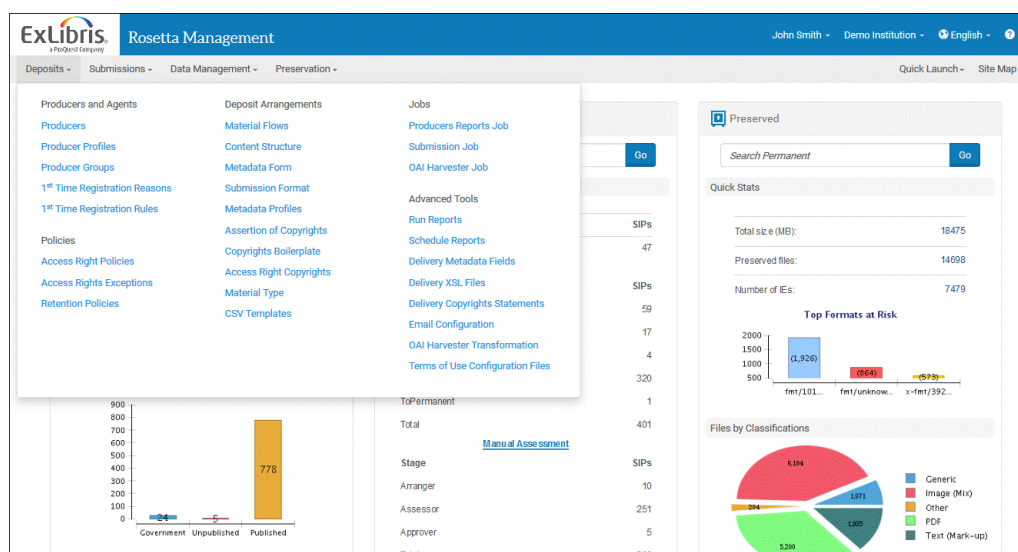 ExLibris
a ProQuest Company
Rosetta Management
John Smith
Demo Institution
English
?
Deposits
Submissions
Data Management
Preservation
Quick Launch
Site Map
Producers and Agents
Producers
Producer Profiles
Producer Groups
1st Time Registration Reasons
1st Time Registration Rules
Policies
Access Right Policies
Access Rights Exceptions
Retention Policies
Deposit Arrangements
Material Flows
Content Structure
Metadata Form
Submission Format
Metadata Profiles
Assertion of Copyrights
Copyrights Boilerplate
Access Right Copyrights
Material Type
CSV Templates
Jobs
Producers Reports Job
Submission Job
OAI Harvester Job
Advanced Tools
Run Reports
Schedule Reports
Delivery Metadata Fields
Delivery XSL Files
Delivery Copyrights Statements
Email Configuration
OAI Harvester Transformation
Terms of Use Configuration Files
900
800
700
600
500
400
300
200
100
0
24
5
778
Government
Unpublished
Published
Go
SIPs
47
SIPs
59
17
4
320
ToPermanent 1
Total 401
Manual Assessment
Stage SIPs
Arranger 10
Assessor 251
Approver 5
Preserved
Search Permanent
Go
Quick Stats
Total size (MB): 18475
Preserved files: 14698
Number of IEs: 7479
Top Formats at Risk
2000
1500
1000
500
(1,926)
(864)
(573)
fmt/101...
fmt/unknow...
x-fmt/392...
Files by Classifications
6,184
1,071
204
1,935
5,200
Generic
Image (Mix)
Other
PDF
Text (Mark-up)